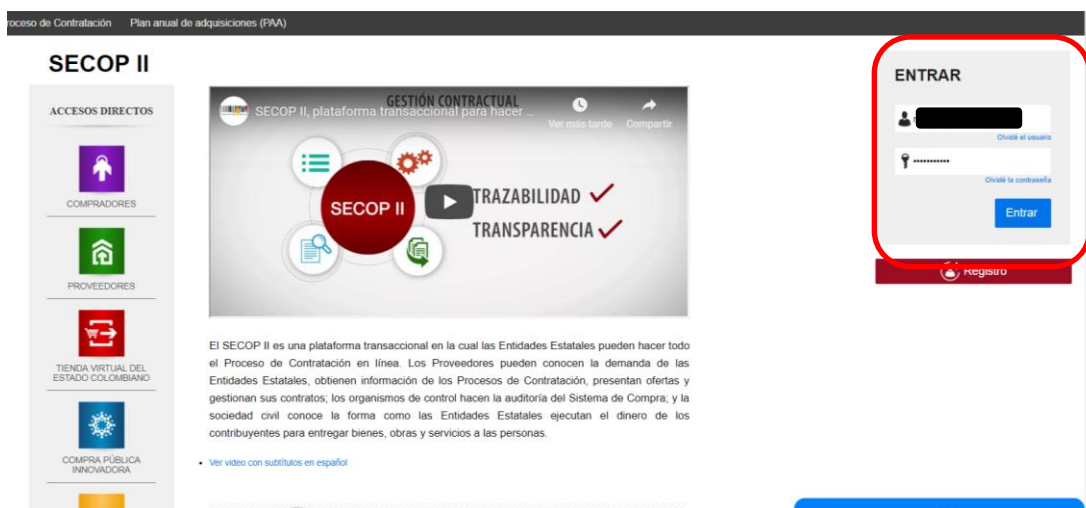 roceso de Contratación Plan anual de adquisiciones (PAA)
SECOP II
ACCESOS DIRECTOS
COMPRADORES
PROVEEDORES
TIENDA VIRTUAL DEL
ESTADO COLOMBIANO
COMPRA PÚBLICA
INNOVADORA
GESTIÓN CONTRACTUAL
SECOP II, plataforma transaccional para hacer ...
Ver más tarde Compartir
SECOP II
TRAZABILIDAD
TRANSPARENCIA
El SECOP II es una plataforma transaccional en la cual las Entidades Estatales pueden hacer todo
el Proceso de Contratación en línea. Los Proveedores pueden conocen la demanda de las
Entidades Estatales, obtienen información de los Procesos de Contratación, presentan ofertas y
gestionan sus contratos; los organismos de control hacen la auditoría del Sistema de Compra; y la
sociedad civil conoce la forma como las Entidades Estatales ejecutan el dinero de los
contribuyentes para entregar bienes, obras y servicios a las personas.
Ver video con subtítulos en español
ENTRAR
Olvidé el usuario
Olvidé la contraseña
Entrar
Registro